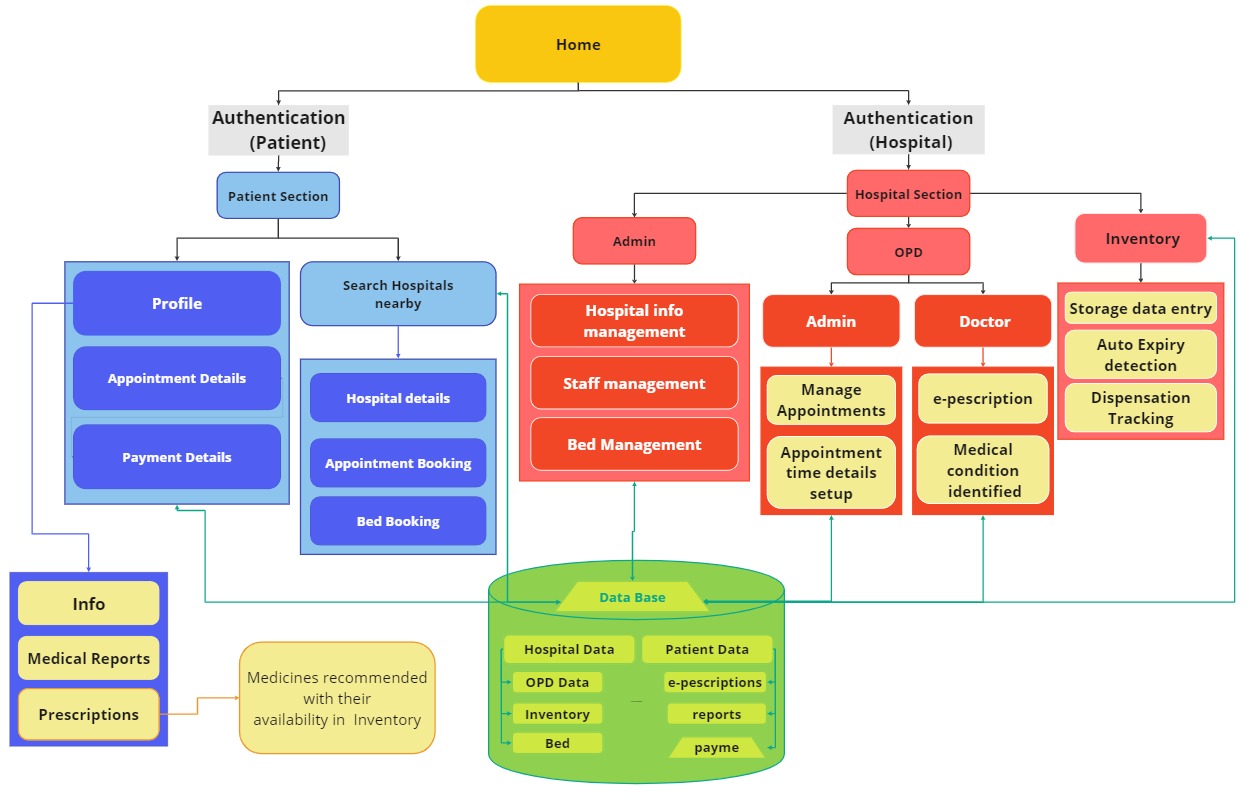 Home
Authentication
(Patient)
Authentication
(Hospital)
Patient Section
Hospital Section
Admin
OPD
Inventory
Profile
Appointment Details
Payment Details
Search Hospitals
nearby
Hospital details
Appointment Booking
Bed Booking
Hospital info
management
Staff management
Bed Management
Admin
Doctor
Manage
Appointments
Appointment
time details
setup
e-pescription
Medical
condition
identified
Storage data entry
Auto Expiry
detection
Dispensation
Tracking
Info
Medical Reports
Prescriptions
Medicines recommended
with their
availability in Inventory
Data Base
Hospital Data
OPD Data
Inventory
Bed
Patient Data
e-pescriptions
reports
payme